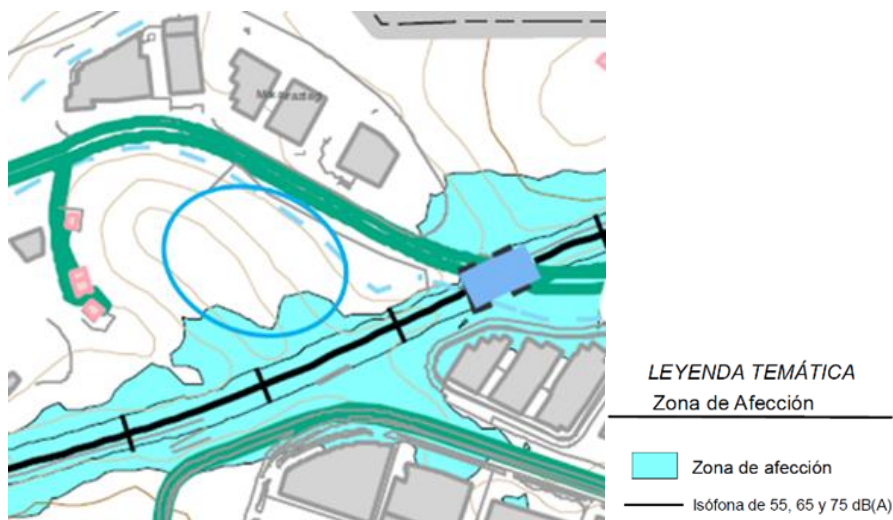 LEYENDA TEMÁTICA
Zona de Afección
Zona de afección
Isófona de 55, 65 y 75 dB(A)